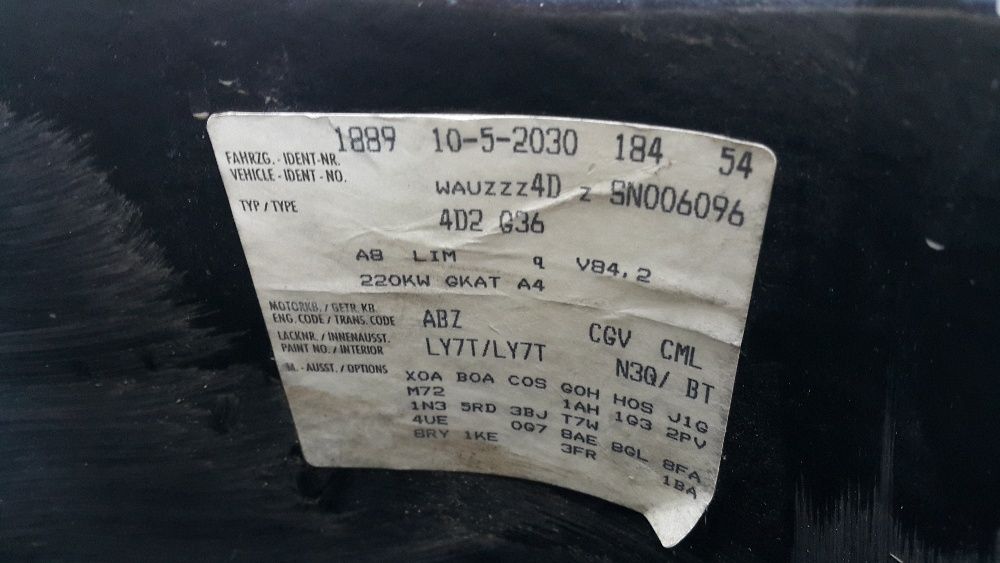 1889 10-5-2030 184 54
FAHRZG.-IDENT-NR.
VEHICLE-IDENT-NO.
WAUZZZ4D Z SN006096
TYP / TYPE
4D2 G36
A8 LIM q V84,2
220KW GKAT A4
MOTORKB. / GETR. KB.
ENG. CODE / TRANS. CODE
ABZ CGV CML
LACKNR. / INNENAUSST.
PAINT NO. / INTERIOR
LY7T/LY7T N3Q/ BT
M.-AUSST. / OPTIONS
X0A B0A C0S G0H H0S J1G
M72 1AH 1G3 2PV
1N3 5RD 3BJ T7W
4UE 0G7 8AE 8GL 8FA
8RY 1KE 3FR 1BA